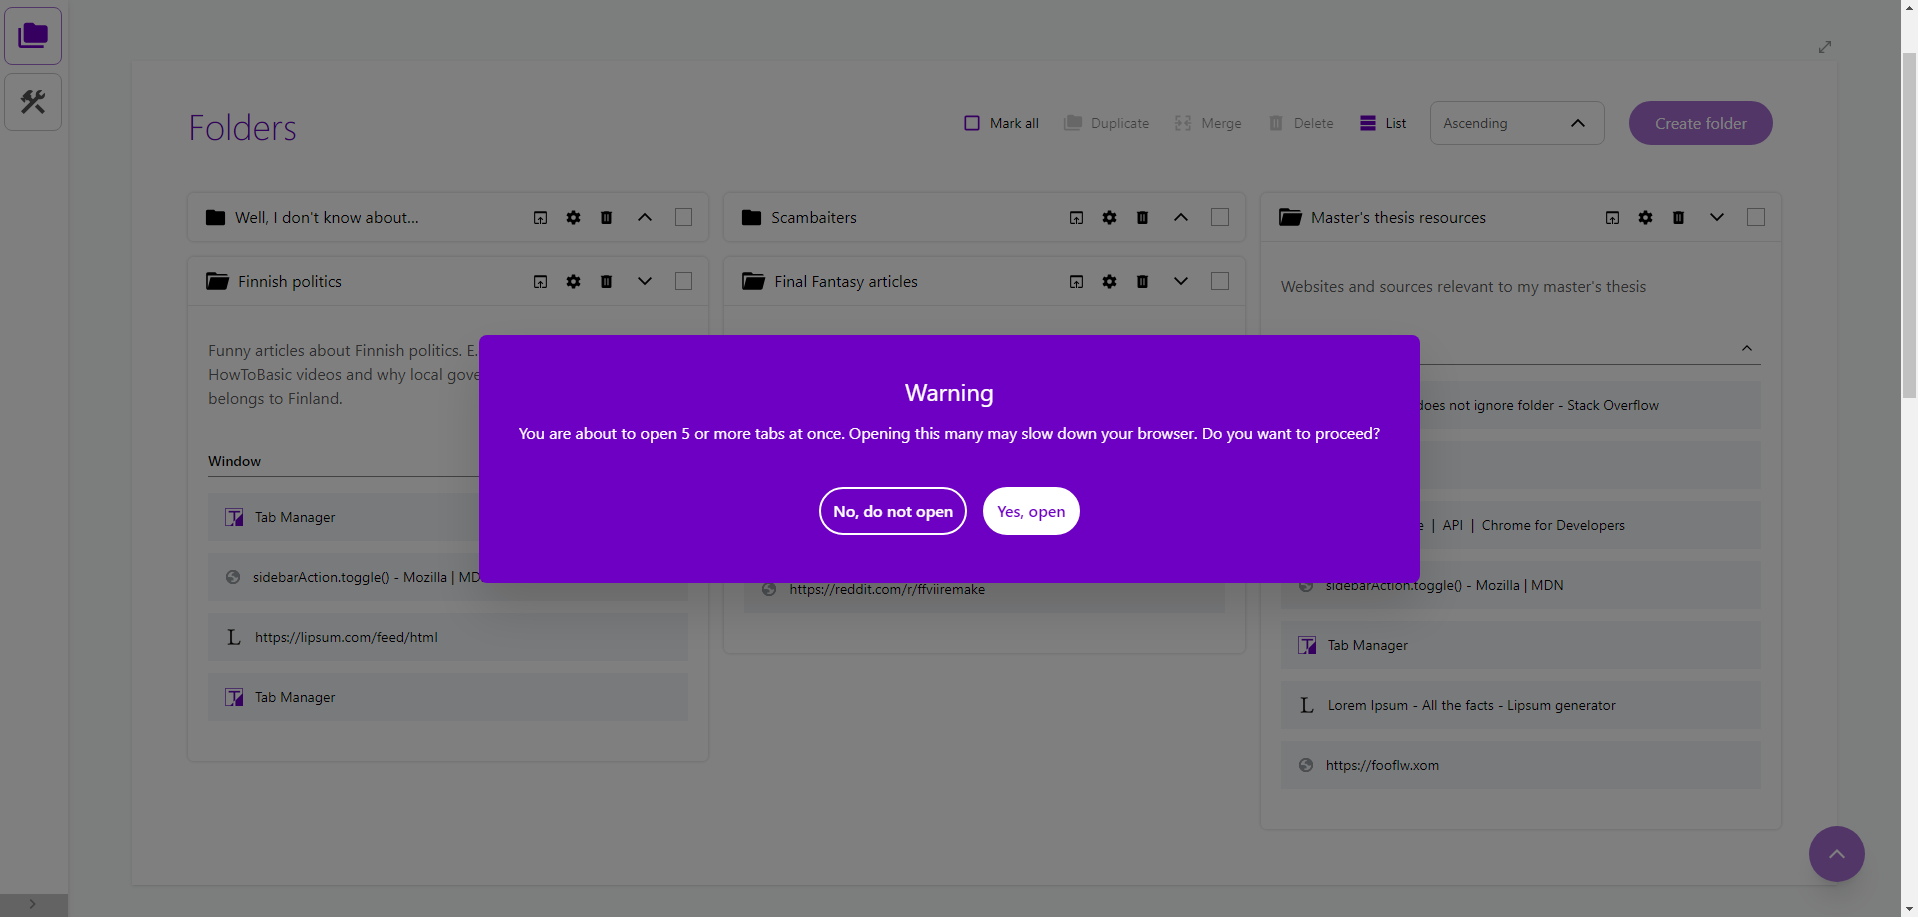 Folders
Mark all
Duplicate
Merge
Delete
List
Ascending
Create folder
Well, I don't know about...
Scambaiters
Master's thesis resources
Finnish politics
Final Fantasy articles
Websites and sources relevant to my master's thesis
Funny articles about Finnish politics. E.
HowToBasic videos and why local gove
belongs to Finland.
Window
Warning
You are about to open 5 or more tabs at once. Opening this many may slow down your browser. Do you want to proceed?
No, do not open
Yes, open
Tab Manager
sidebarAction.toggle() - Mozilla | MD
https://lipsum.com/feed/html
Tab Manager
https://reddit.com/r/ffviiremake
does not ignore folder - Stack Overflow
e | API | Chrome for Developers
sidebarAction.toggle() - Mozilla | MDN
Tab Manager
Lorem Ipsum - All the facts - Lipsum generator
https://fooflw.xom